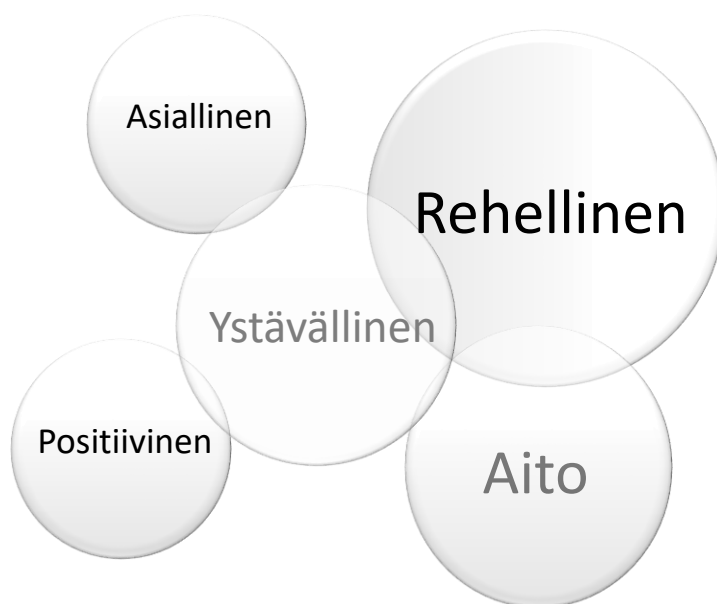 Asiallinen
Rehellinen
Ystävällinen
Positiivinen
Aito